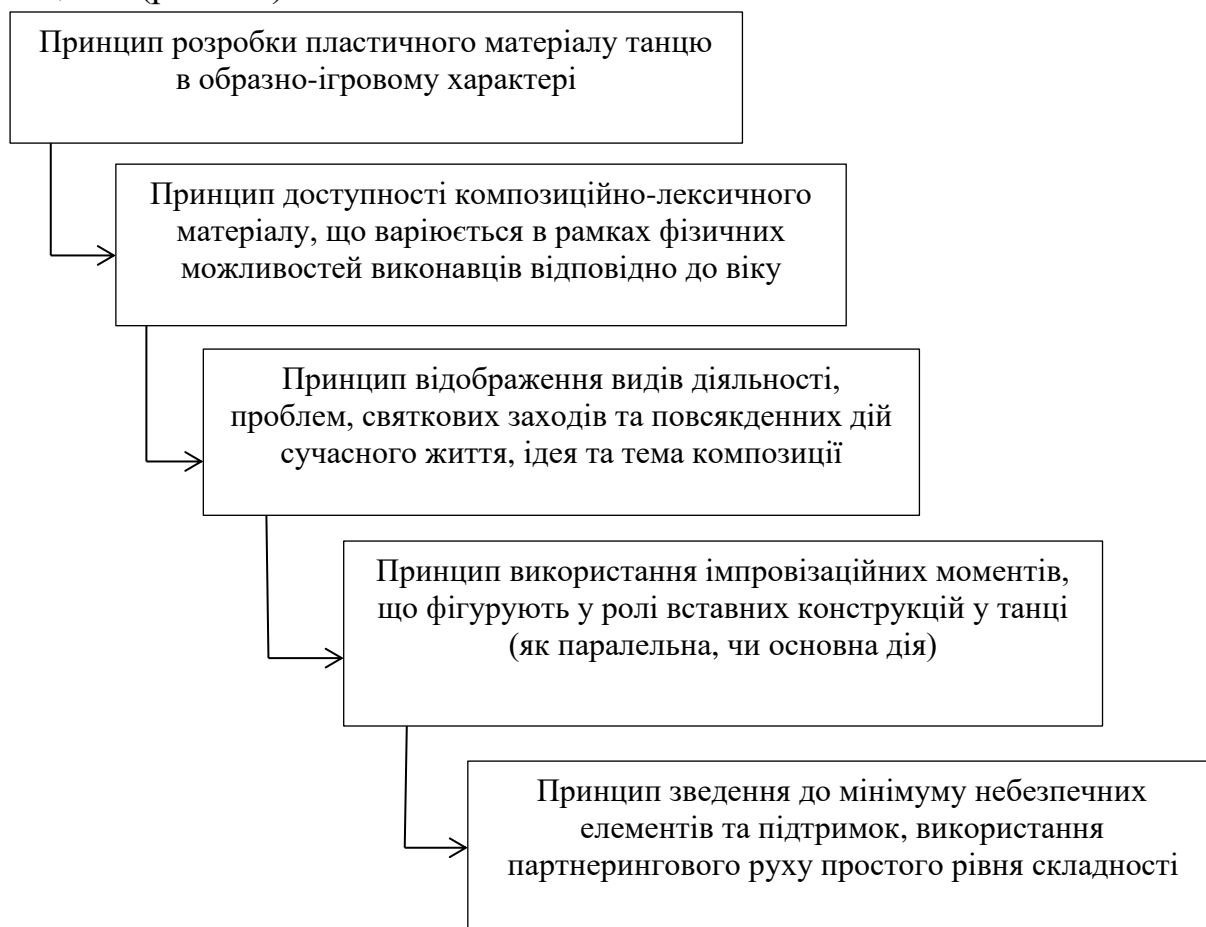 Принцип розробки пластичного матеріалу танцю
в образно-ігровому характері
Принцип доступності композиційно-лексичного
матеріалу, що варіюється в рамках фізичних
можливостей виконавців відповідно до віку
Принцип відображення видів діяльності,
проблем, святкових заходів та повсякденних дій
сучасного життя, ідея та тема композиції
Принцип використання імпровізаційних моментів,
що фігурують у ролі вставних конструкцій у танці
(як паралельна, чи основна дія)
Принцип зведення до мінімуму небезпечних
елементів та підтримок, використання
партнерингового руху простого рівня складності